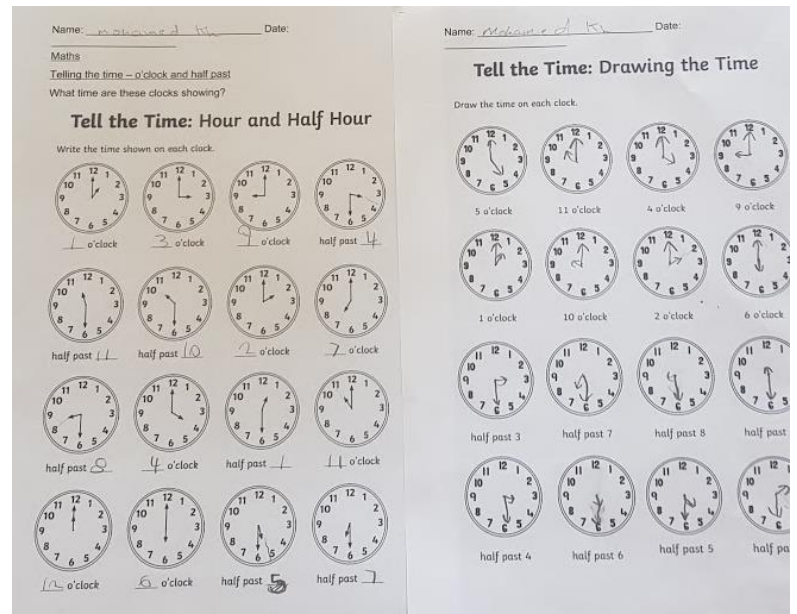 Name: mohamed Kh Date:
Maths
Telling the time – o'clock and half past
What time are these clocks showing?
Tell the Time: Hour and Half Hour
Write the time shown on each clock.
1 o'clock 3 o'clock 9 o'clock half past 4
half past 11 half past 10 2 o'clock 7 o'clock
half past 8 4 o'clock half past 1 11 o'clock
12 o'clock 6 o'clock half past 5 half past 7
Name: Mohamed Kh Date:
Tell the Time: Drawing the Time
Draw the time on each clock.
5 o'clock 11 o'clock 4 o'clock 9 o'clock
1 o'clock 10 o'clock 2 o'clock 6 o'clock
half past 3 half past 7 half past 8 half past
half past 4 half past 6 half past 5 half pa